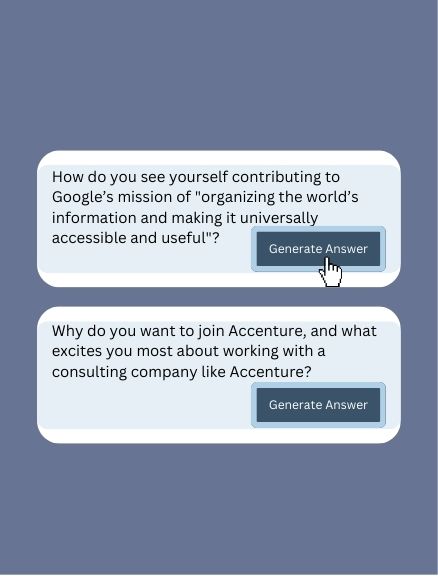 How do you see yourself contributing to
Google’s mission of "organizing the world’s
information and making it universally
accessible and useful"?
Generate Answer
Why do you want to join Accenture, and what
excites you most about working with a
consulting company like Accenture?
Generate Answer